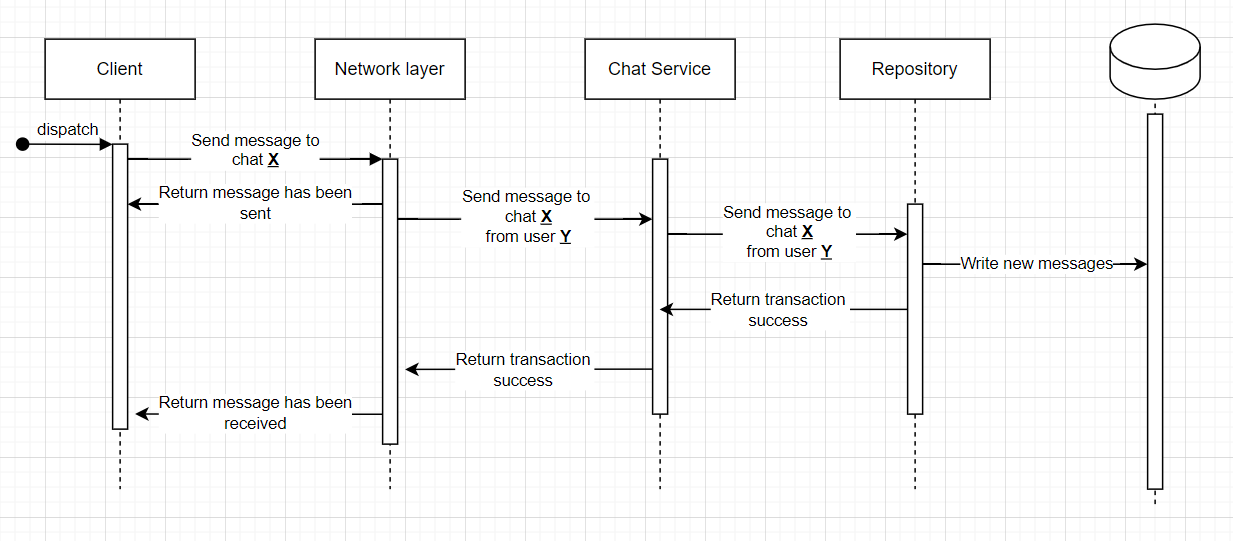 Client
Network layer
Chat Service
Repository
dispatch
Send message to
chat X
Return message has been
sent
Send message to
chat X
from user Y
Send message to
chat X
from user Y
Write new messages
Return transaction
success
Return transaction
success
Return message has been
received